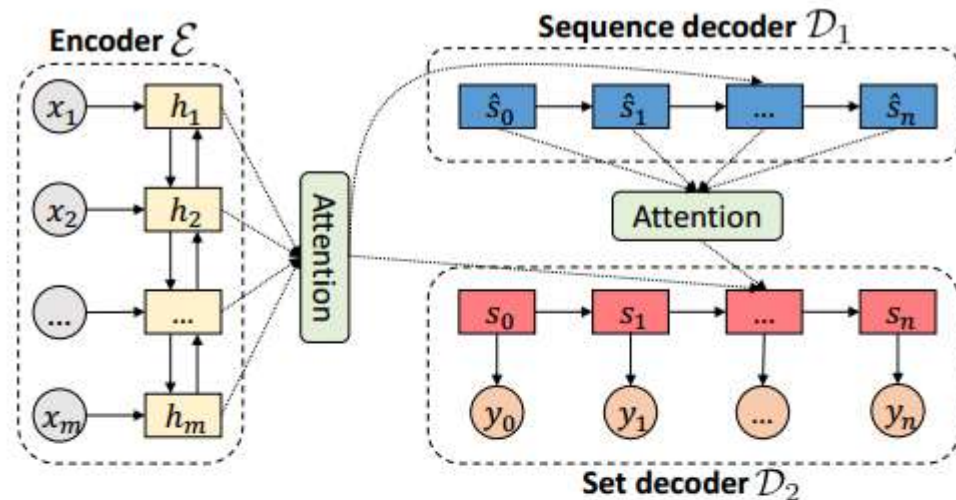 Encoder ℰ
Sequence decoder 𝒟₁
x₁ h₁
x₂ h₂
... ...
xₘ hₘ
Attention
ŝ₀ ŝ₁ ... ŝₙ
Attention
s₀ s₁ ... sₙ
y₀ y₁ ... yₙ
Set decoder 𝒟₂